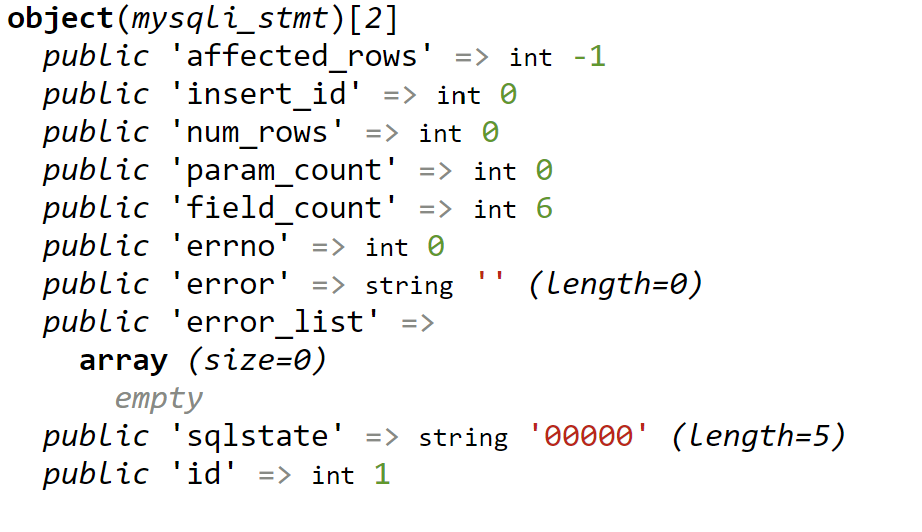 object(mysqli_stmt)[2]
public 'affected_rows' => int -1
public 'insert_id' => int 0
public 'num_rows' => int 0
public 'param_count' => int 0
public 'field_count' => int 6
public 'errno' => int 0
public 'error' => string '' (length=0)
public 'error_list' =>
array (size=0)
empty
public 'sqlstate' => string '00000' (length=5)
public 'id' => int 1